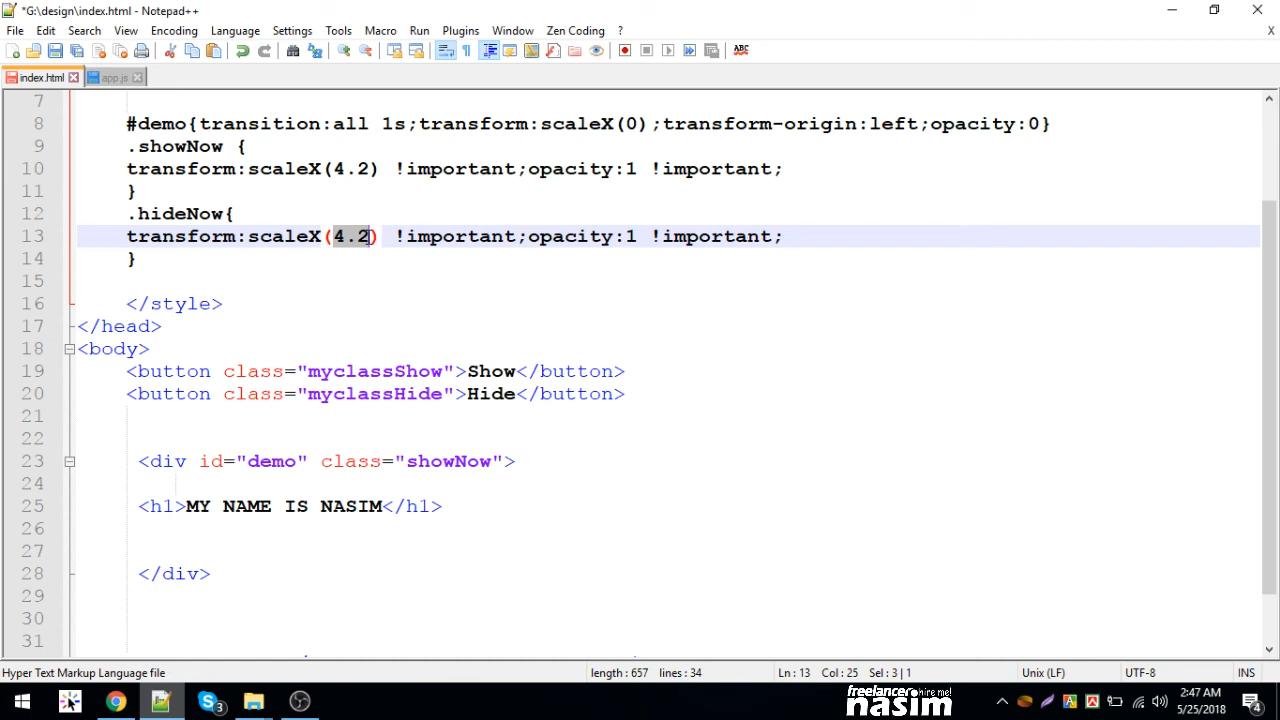 *G:\design\index.html - Notepad++
File Edit Search View Encoding Language Settings Tools Macro Run Plugins Window Zen Coding ? X
ABC
index.html app.js
7
8 #demo{transition:all 1s;transform:scaleX(0);transform-origin:left;opacity:0}
9 .showNow {
10 transform:scaleX(4.2) !important;opacity:1 !important;
11 }
12 .hideNow{
13 transform:scaleX(4.2) !important;opacity:1 !important;
14 }
15
16 </style>
17 </head>
18 <body>
19 <button class="myclassShow">Show</button>
20 <button class="myclassHide">Hide</button>
21
22
23 <div id="demo" class="showNow">
24
25 <h1>MY NAME IS NASIM</h1>
26
27
28 </div>
29
30
31
Hyper Text Markup Language file length : 657 lines : 34 Ln : 13 Col : 25 Sel : 3 | 1 Unix (LF) UTF-8 INS
3
freelancer hire me!
nasim
2:47 AM
5/25/2018
4